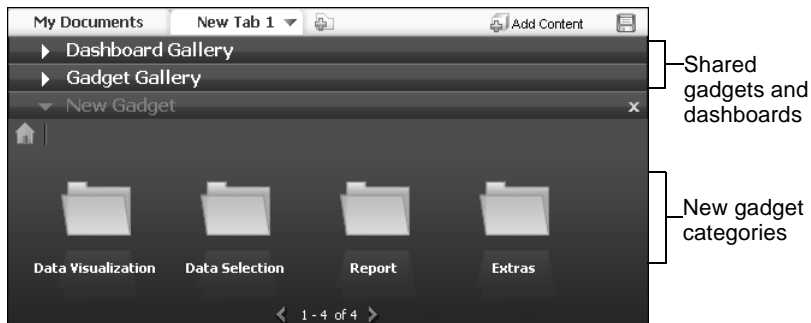 My Documents New Tab 1 Add Content
Dashboard Gallery
Gadget Gallery
New Gadget x
Shared
gadgets and
dashboards
Data Visualization Data Selection Report Extras
New gadget
categories
1 - 4 of 4